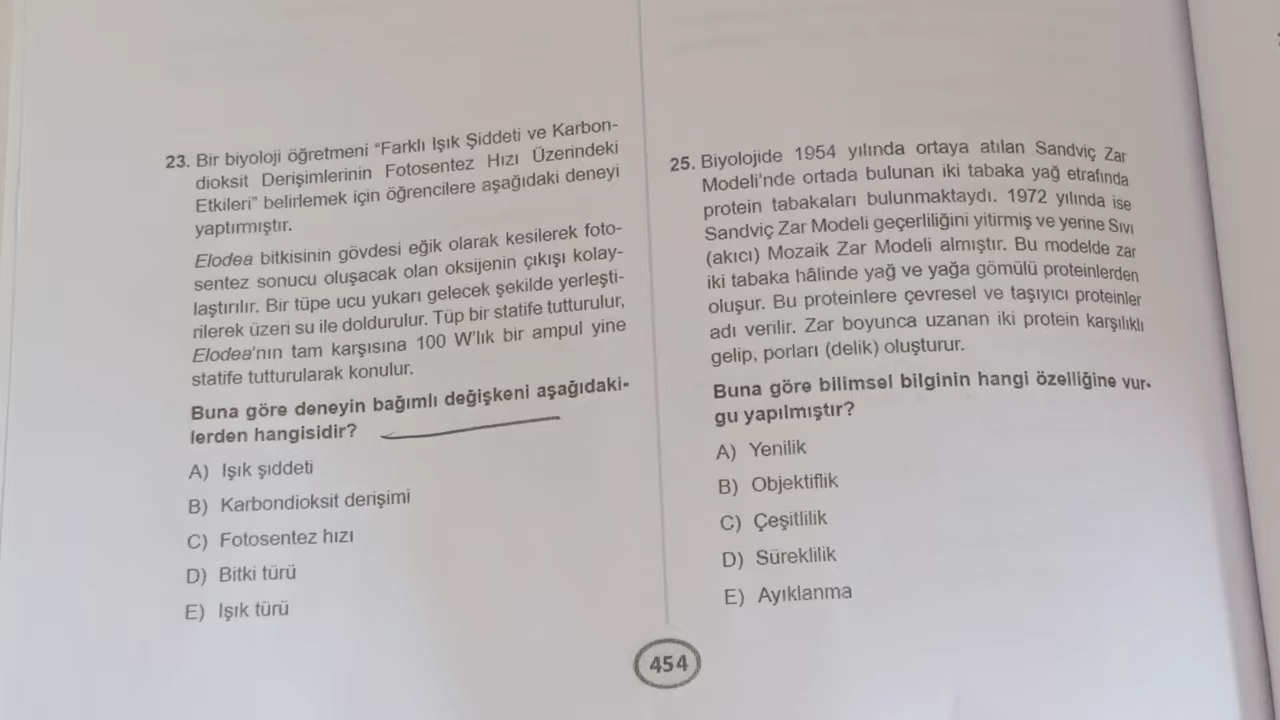 23. Bir biyoloji öğretmeni “Farklı Işık Şiddeti ve Karbon-
dioksit Derişimlerinin Fotosentez Hızı Üzerindeki
Etkileri” belirlemek için öğrencilere aşağıdaki deneyi
yaptırmıştır.
Elodea bitkisinin gövdesi eğik olarak kesilerek foto-
sentez sonucu oluşacak olan oksijenin çıkışı kolay-
laştırılır. Bir tüpe ucu yukarı gelecek şekilde yerleşti-
rilerek üzeri su ile doldurulur. Tüp bir statife tutturulur,
Elodea’nın tam karşısına 100 W’lık bir ampul yine
statife tutturularak konulur.
Buna göre deneyin bağımlı değişkeni aşağıdaki-
lerden hangisidir?
A) Işık şiddeti
B) Karbondioksit derişimi
C) Fotosentez hızı
D) Bitki türü
E) Işık türü
25. Biyolojide 1954 yılında ortaya atılan Sandviç Zar
Modeli’nde ortada bulunan iki tabaka yağ etrafında
protein tabakaları bulunmaktaydı. 1972 yılında ise
Sandviç Zar Modeli geçerliliğini yitirmiş ve yerine Sıvı
(akıcı) Mozaik Zar Modeli almıştır. Bu modelde zar
iki tabaka hâlinde yağ ve yağa gömülü proteinlerden
oluşur. Bu proteinlere çevresel ve taşıyıcı proteinler
adı verilir. Zar boyunca uzanan iki protein karşılıklı
gelip, porları (delik) oluşturur.
Buna göre bilimsel bilginin hangi özelliğine vur-
gu yapılmıştır?
A) Yenilik
B) Objektiflik
C) Çeşitlilik
D) Süreklilik
E) Ayıklanma
454